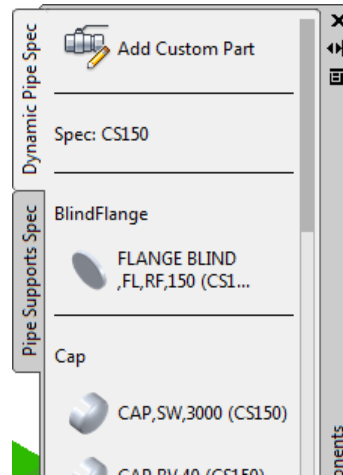 Dynamic Pipe Spec
Pipe Supports Spec
Add Custom Part
Spec: CS150
BlindFlange
FLANGE BLIND
,FL,RF,150 (CS1...
Cap
CAP,SW,3000 (CS150)